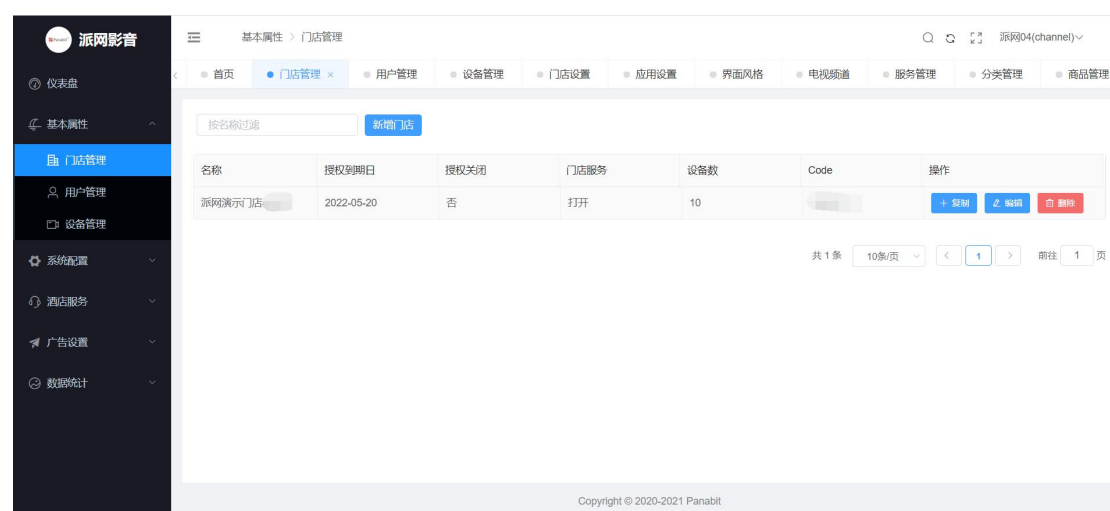 派网影音
基本属性 > 门店管理
派网04(channel)
首页 门店管理 × 用户管理 设备管理 门店设置 应用设置 界面风格 电视频道 服务管理 分类管理 商品管理
仪表盘
基本属性
门店管理
用户管理
设备管理
系统配置
酒店服务
广告设置
数据统计
按名称过滤 新增门店
名称 授权到期日 授权关闭 门店服务 设备数 Code 操作
派网演示门店 2022-05-20 否 打开 10 + 复制 编辑 删除
共 1 条 10条/页 < 1 > 前往 1 页
Copyright © 2020-2021 Panabit